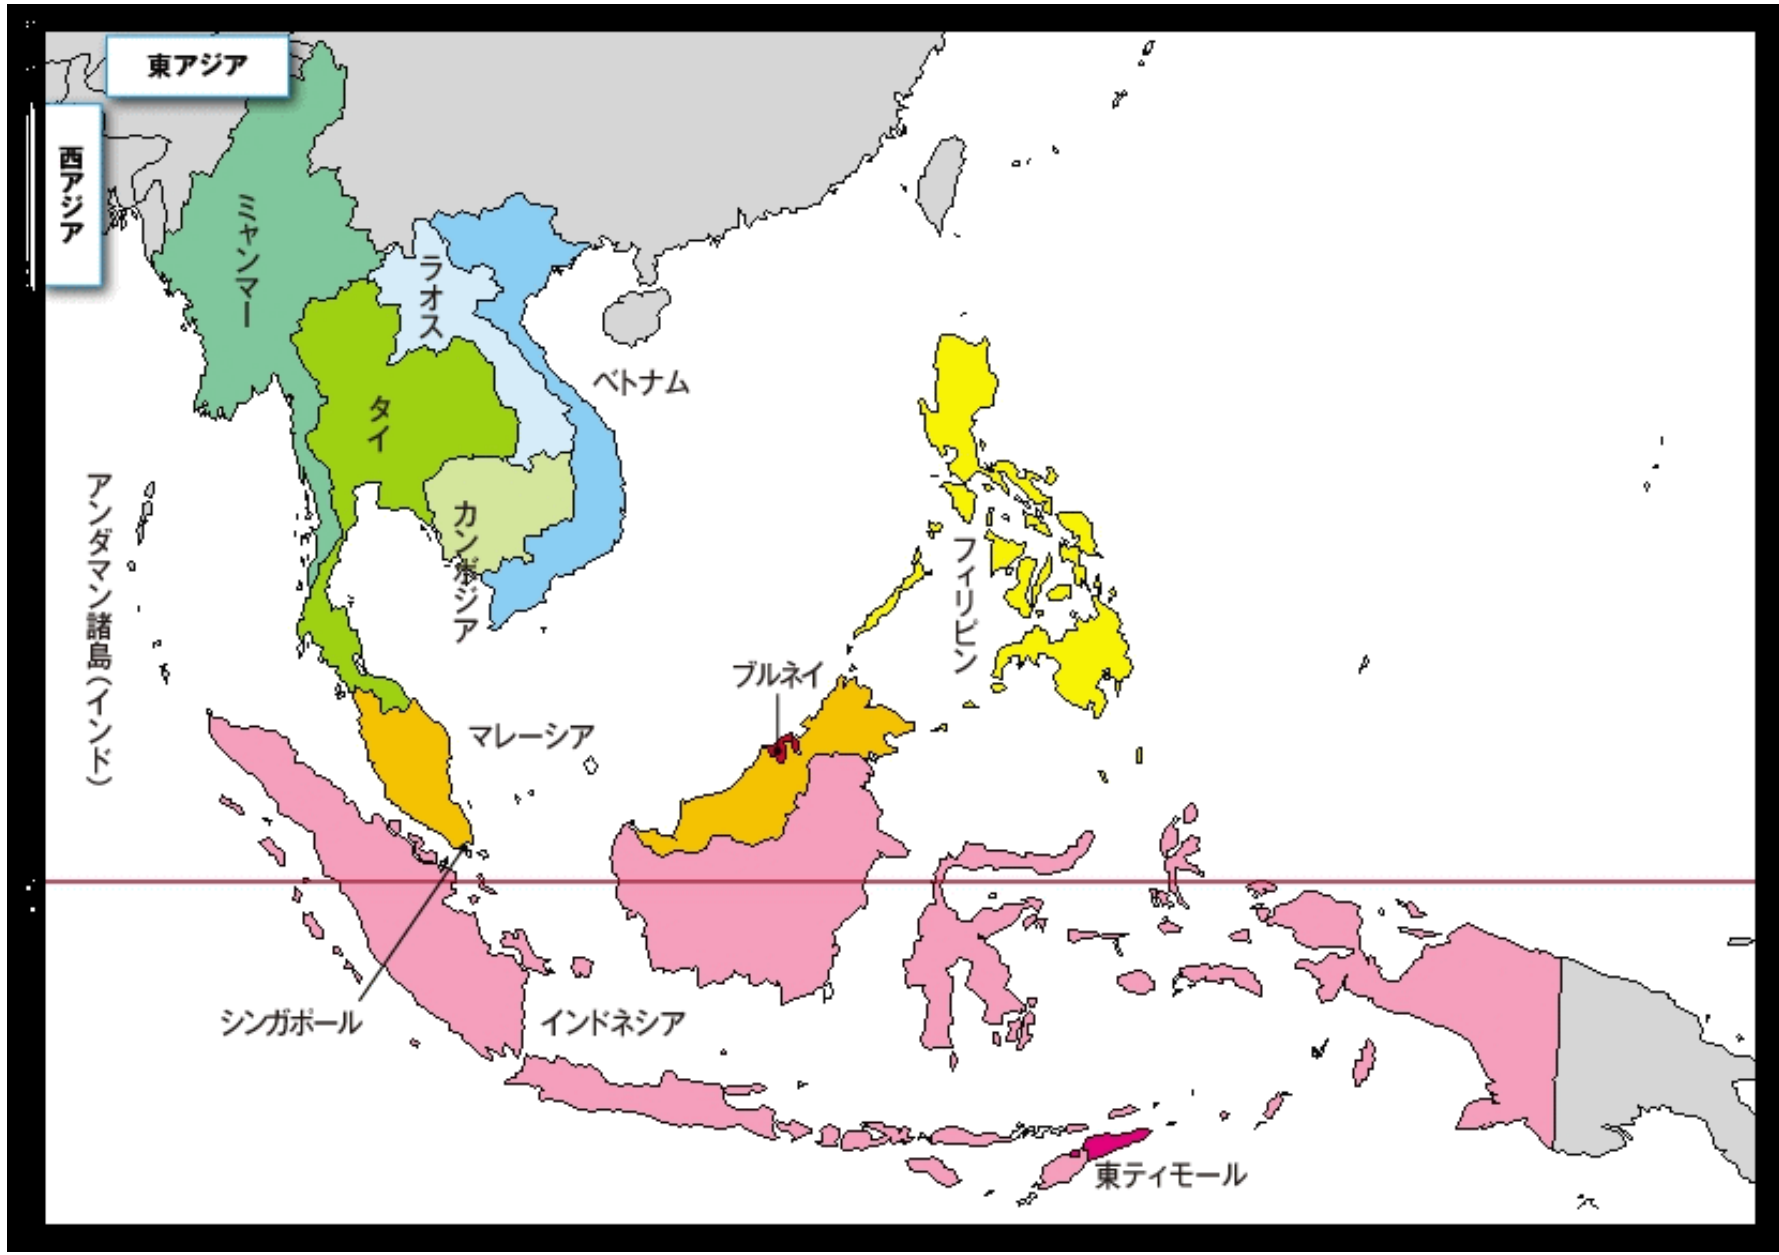 東アジア
西アジア
ミャンマー
ラオス
ベトナム
タイ
カンボジア
アンダマン諸島(インド)
フィリピン
ブルネイ
マレーシア
シンガポール
インドネシア
東ティモール